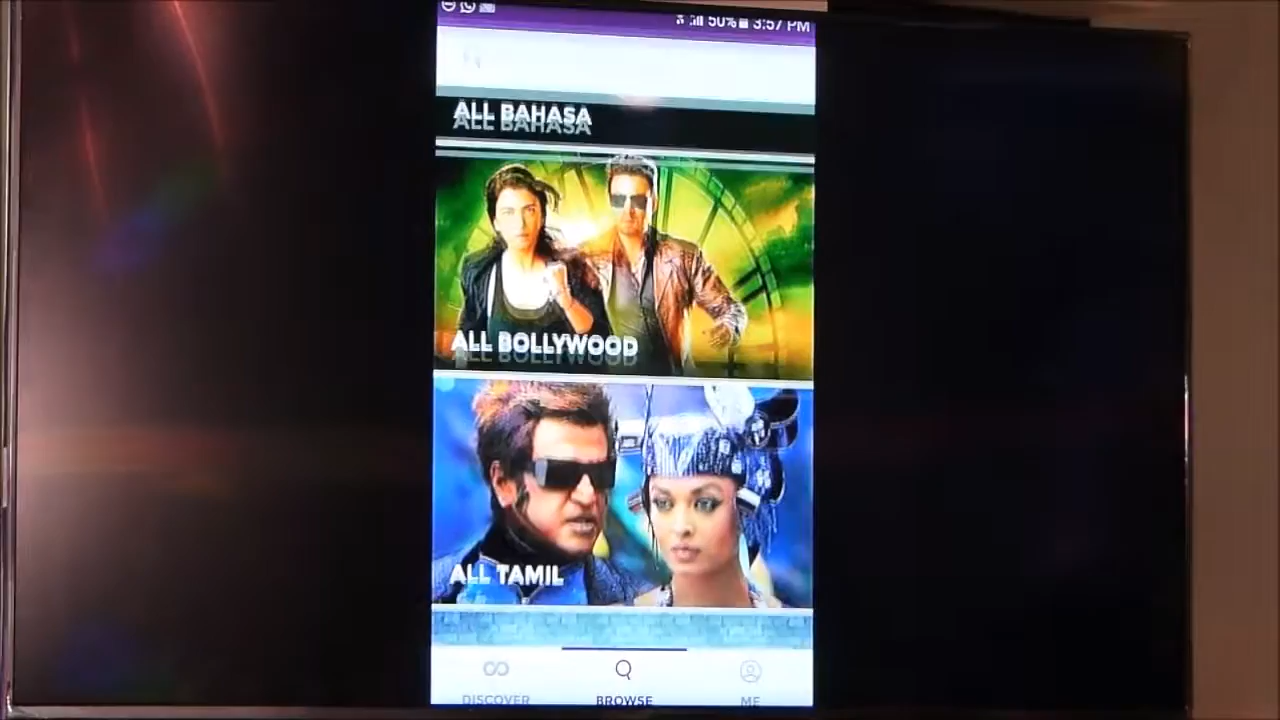 50% 3:57 PM
ALL BAHASA
ALL BOLLYWOOD
ALL TAMIL
DISCOVER BROWSE ME